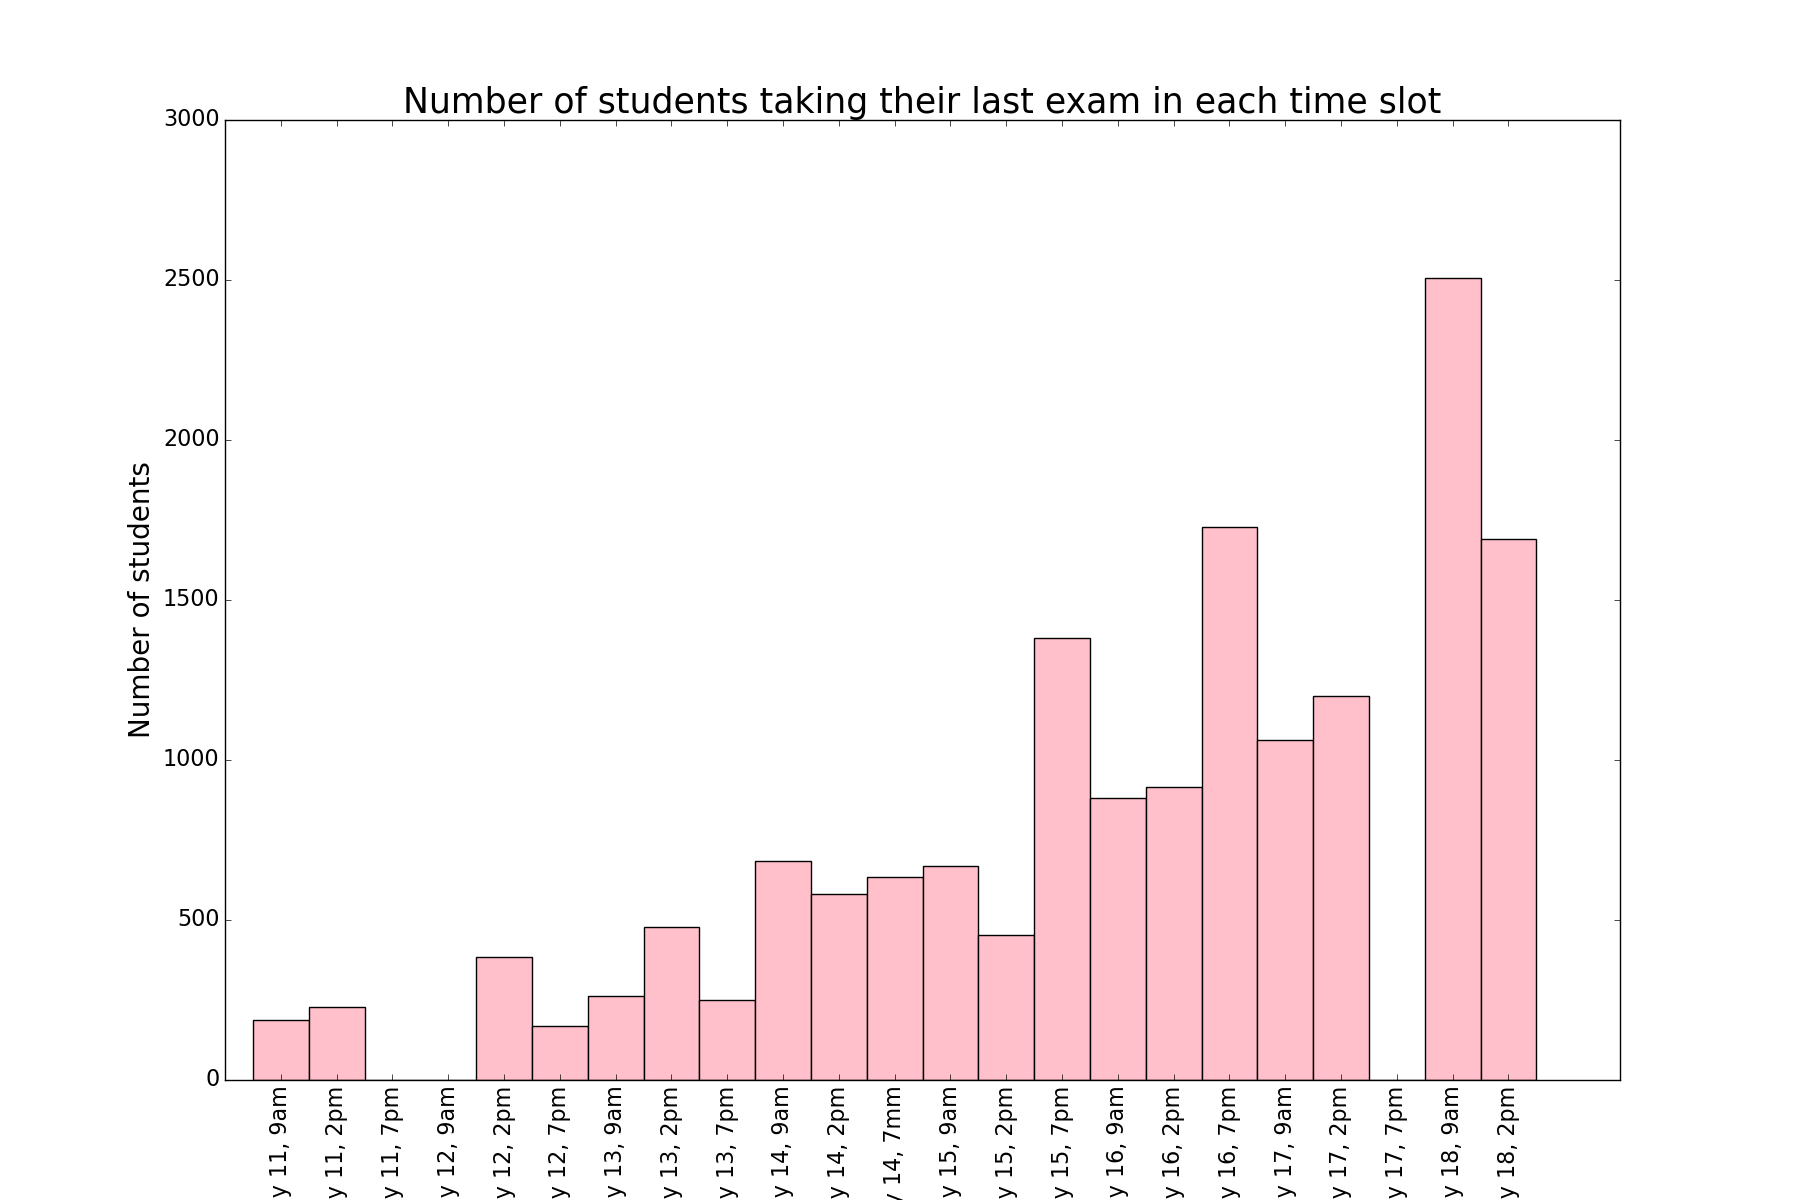 Number of students taking their last exam in each time slot
3000
2500
2000
1500
1000
500
0
Number of students
y 11, 9am
y 11, 2pm
y 11, 7pm
y 12, 9am
y 12, 2pm
y 12, 7pm
y 13, 9am
y 13, 2pm
y 13, 7pm
y 14, 9am
y 14, 2pm
y 14, 7mm
y 15, 9am
y 15, 2pm
y 15, 7pm
y 16, 9am
y 16, 2pm
y 16, 7pm
y 17, 9am
y 17, 2pm
y 17, 7pm
y 18, 9am
y 18, 2pm